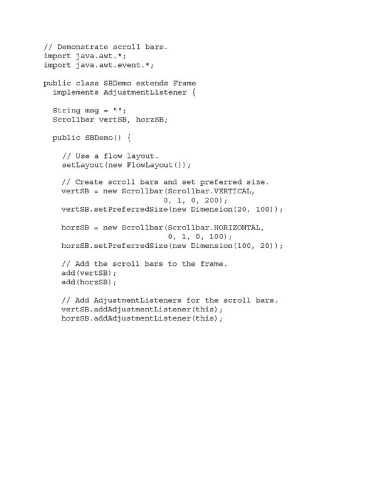 // Demonstrate scroll bars.
import java.awt.*;
import java.awt.event.*;

public class SBDemo extends Frame
  implements AdjustmentListener {

  String msg = "";
  Scrollbar vertSB, horzSB;

  public SBDemo() {

    // Use a flow layout.
    setLayout(new FlowLayout());

    // Create scroll bars and set preferred size.
    vertSB = new Scrollbar(Scrollbar.VERTICAL,
                           0, 1, 0, 200);
    vertSB.setPreferredSize(new Dimension(20, 100));

    horzSB = new Scrollbar(Scrollbar.HORIZONTAL,
                            0, 1, 0, 100);
    horzSB.setPreferredSize(new Dimension(100, 20));

    // Add the scroll bars to the frame.
    add(vertSB);
    add(horzSB);

    // Add AdjustmentListeners for the scroll bars.
    vertSB.addAdjustmentListener(this);
    horzSB.addAdjustmentListener(this);